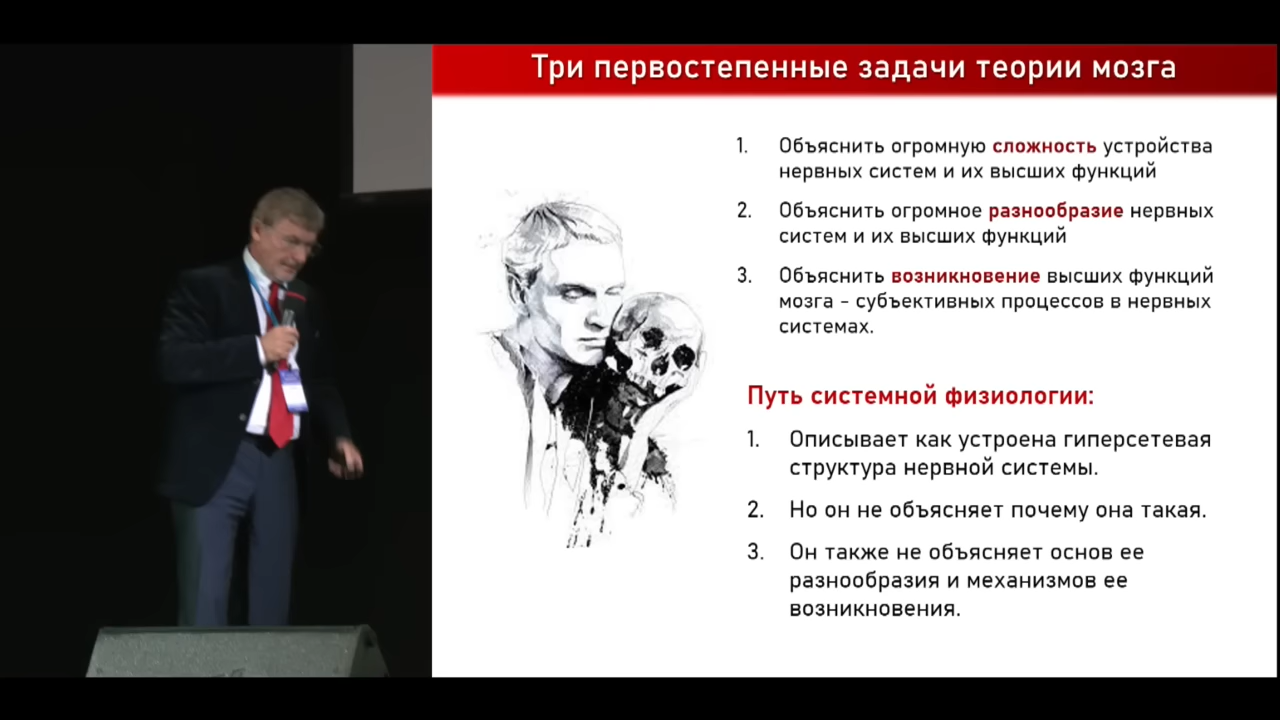 Три первостепенные задачи теории мозга
1. Объяснить огромную сложность устройства
нервных систем и их высших функций
2. Объяснить огромное разнообразие нервных
систем и их высших функций
3. Объяснить возникновение высших функций
мозга - субъективных процессов в нервных
системах.
Путь системной физиологии:
1. Описывает как устроена гиперсетевая
структура нервной системы.
2. Но он не объясняет почему она такая.
3. Он также не объясняет основ ее
разнообразия и механизмов ее
возникновения.